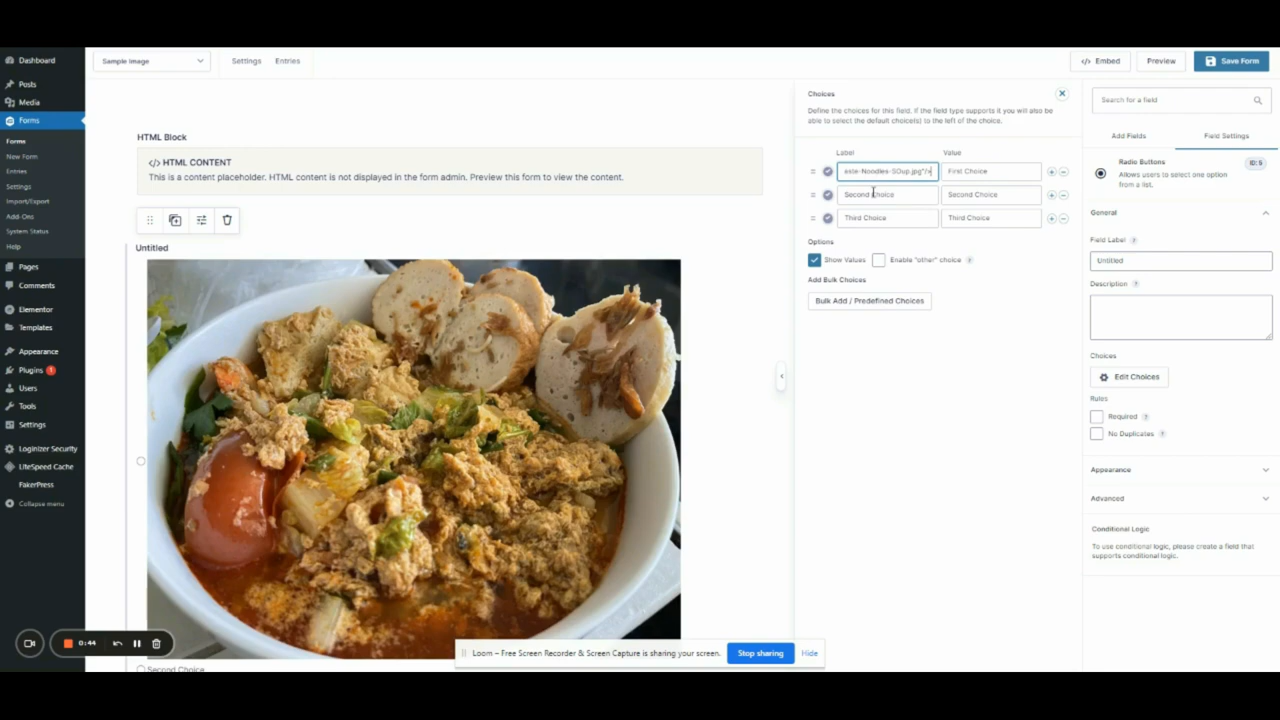 Dashboard
Posts
Media
Forms
Forms
New Form
Entries
Settings
Import/Export
Add-Ons
System Status
Help
Pages
Comments
Elementor
Templates
Appearance
Plugins 1
Users
Tools
Settings
Loginizer Security
LiteSpeed Cache
FakerPress
Collapse menu
Sample Image
Settings
Entries
</> Embed
Preview
Save Form
HTML Block
</> HTML CONTENT
This is a content placeholder. HTML content is not displayed in the form admin. Preview this form to view the content.
Untitled
Second Choice
0:44
Loom – Free Screen Recorder & Screen Capture is sharing your screen.
Stop sharing
Hide
Choices
Define the choices for this field. If the field type supports it you will also be
able to select the default choice(s) to the left of the choice.
Label Value
aste-Noodles-SOup.jpg"/> First Choice
Second Choice Second Choice
Third Choice Third Choice
Options
Show Values Enable "other" choice ?
Add Bulk Choices
Bulk Add / Predefined Choices
Search for a field
Add Fields
Field Settings
Radio Buttons
ID: 5
Allows users to select one option
from a list.
General
Field Label ?
Untitled
Description ?
Choices
Edit Choices
Rules
Required ?
No Duplicates ?
Appearance
Advanced
Conditional Logic
To use conditional logic, please create a field that
supports conditional logic.